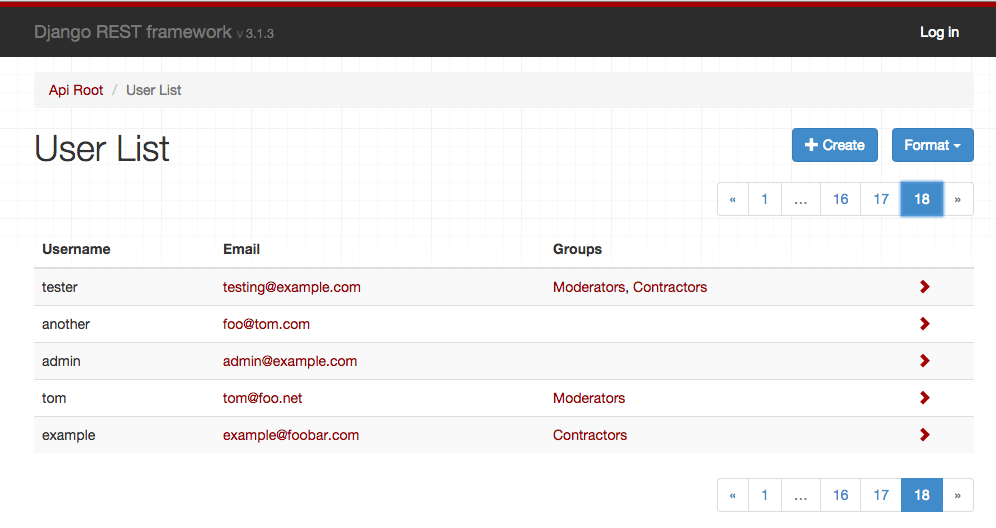 Django REST framework v 3.1.3 Log in
Api Root / User List
User List + Create Format
« 1 ... 16 17 18 »
Username Email Groups
tester testing@example.com Moderators, Contractors
another foo@tom.com
admin admin@example.com
tom tom@foo.net Moderators
example example@foobar.com Contractors
« 1 ... 16 17 18 »